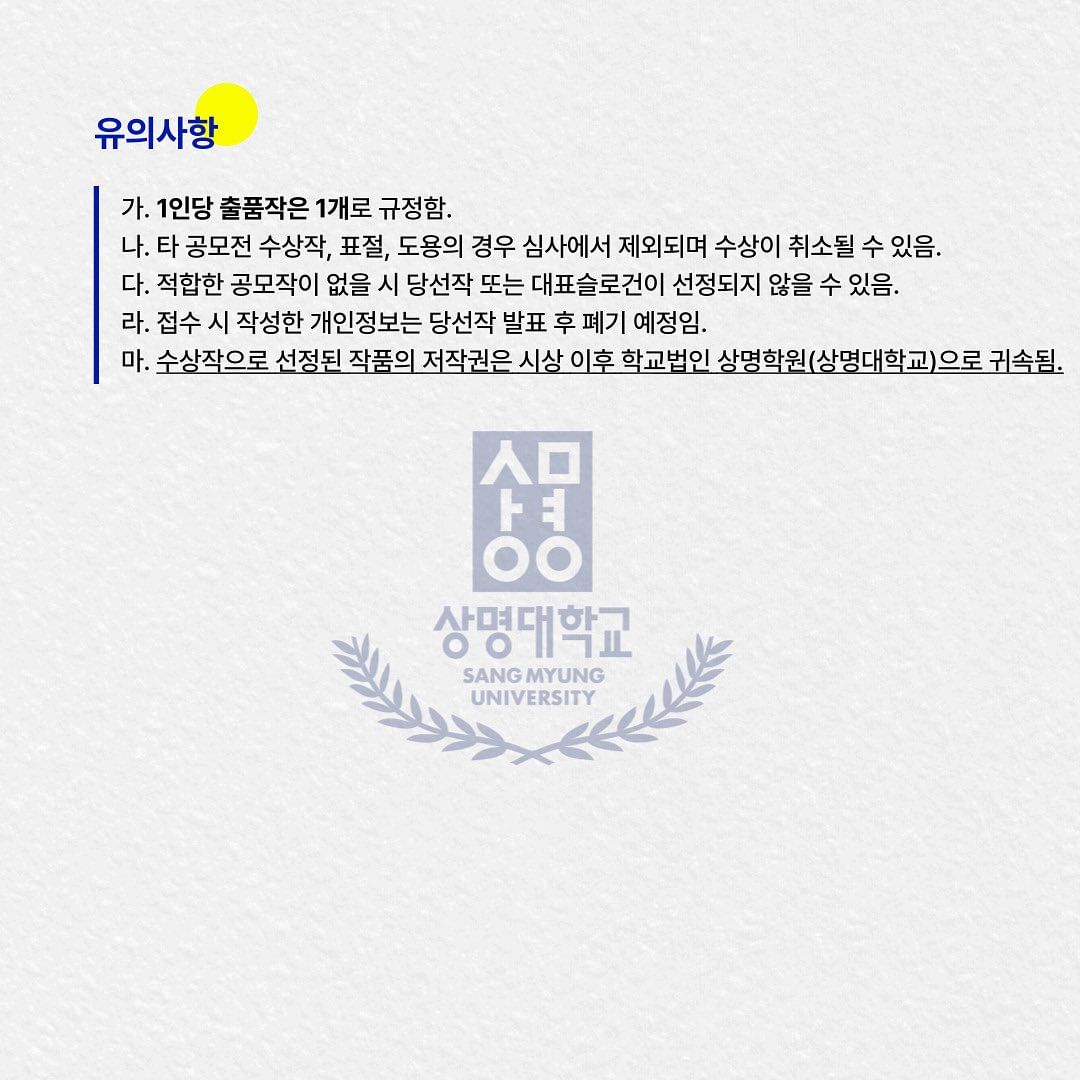 유의사항
가. 1인당 출품작은 1개로 규정함.
나. 타 공모전 수상작, 표절, 도용의 경우 심사에서 제외되며 수상이 취소될 수 있음.
다. 적합한 공모작이 없을 시 당선작 또는 대표슬로건이 선정되지 않을 수 있음.
라. 접수 시 작성한 개인정보는 당선작 발표 후 폐기 예정임.
마. 수상작으로 선정된 작품의 저작권은 시상 이후 학교법인 상명학원(상명대학교)으로 귀속됨.
상명
상명대학교
SANG MYUNG
UNIVERSITY